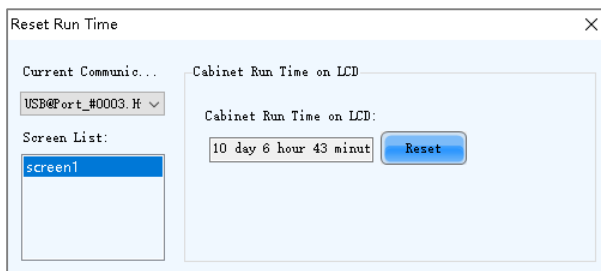 Reset Run Time
Current Communic...
USB@Port_#0003.H
Screen List:
screen1
Cabinet Run Time on LCD
Cabinet Run Time on LCD:
10 day 6 hour 43 minut
Reset